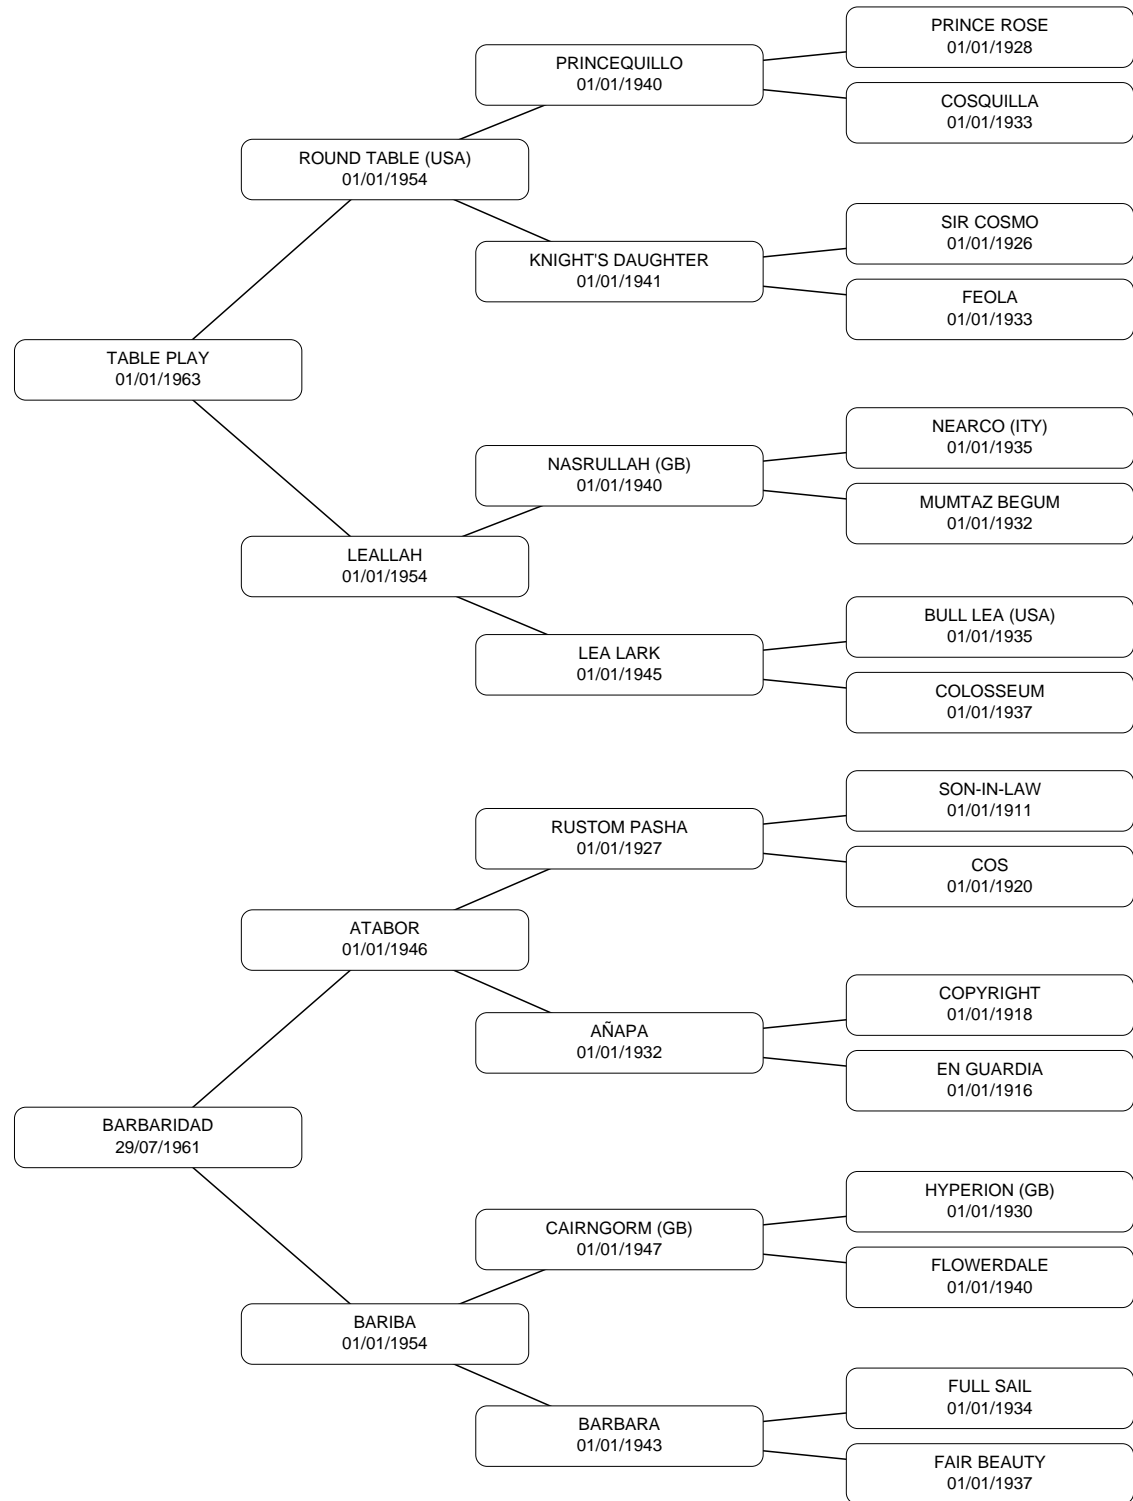 PRINCE ROSE
01/01/1928
PRINCEQUILLO
01/01/1940
COSQUILLA
01/01/1933
ROUND TABLE (USA)
01/01/1954
SIR COSMO
01/01/1926
KNIGHT'S DAUGHTER
01/01/1941
FEOLA
01/01/1933
TABLE PLAY
01/01/1963
NEARCO (ITY)
01/01/1935
NASRULLAH (GB)
01/01/1940
MUMTAZ BEGUM
01/01/1932
LEALLAH
01/01/1954
BULL LEA (USA)
01/01/1935
LEA LARK
01/01/1945
COLOSSEUM
01/01/1937
SON-IN-LAW
01/01/1911
RUSTOM PASHA
01/01/1927
COS
01/01/1920
ATABOR
01/01/1946
COPYRIGHT
01/01/1918
AÑAPA
01/01/1932
EN GUARDIA
01/01/1916
BARBARIDAD
29/07/1961
HYPERION (GB)
01/01/1930
CAIRNGORM (GB)
01/01/1947
FLOWERDALE
01/01/1940
BARIBA
01/01/1954
FULL SAIL
01/01/1934
BARBARA
01/01/1943
FAIR BEAUTY
01/01/1937